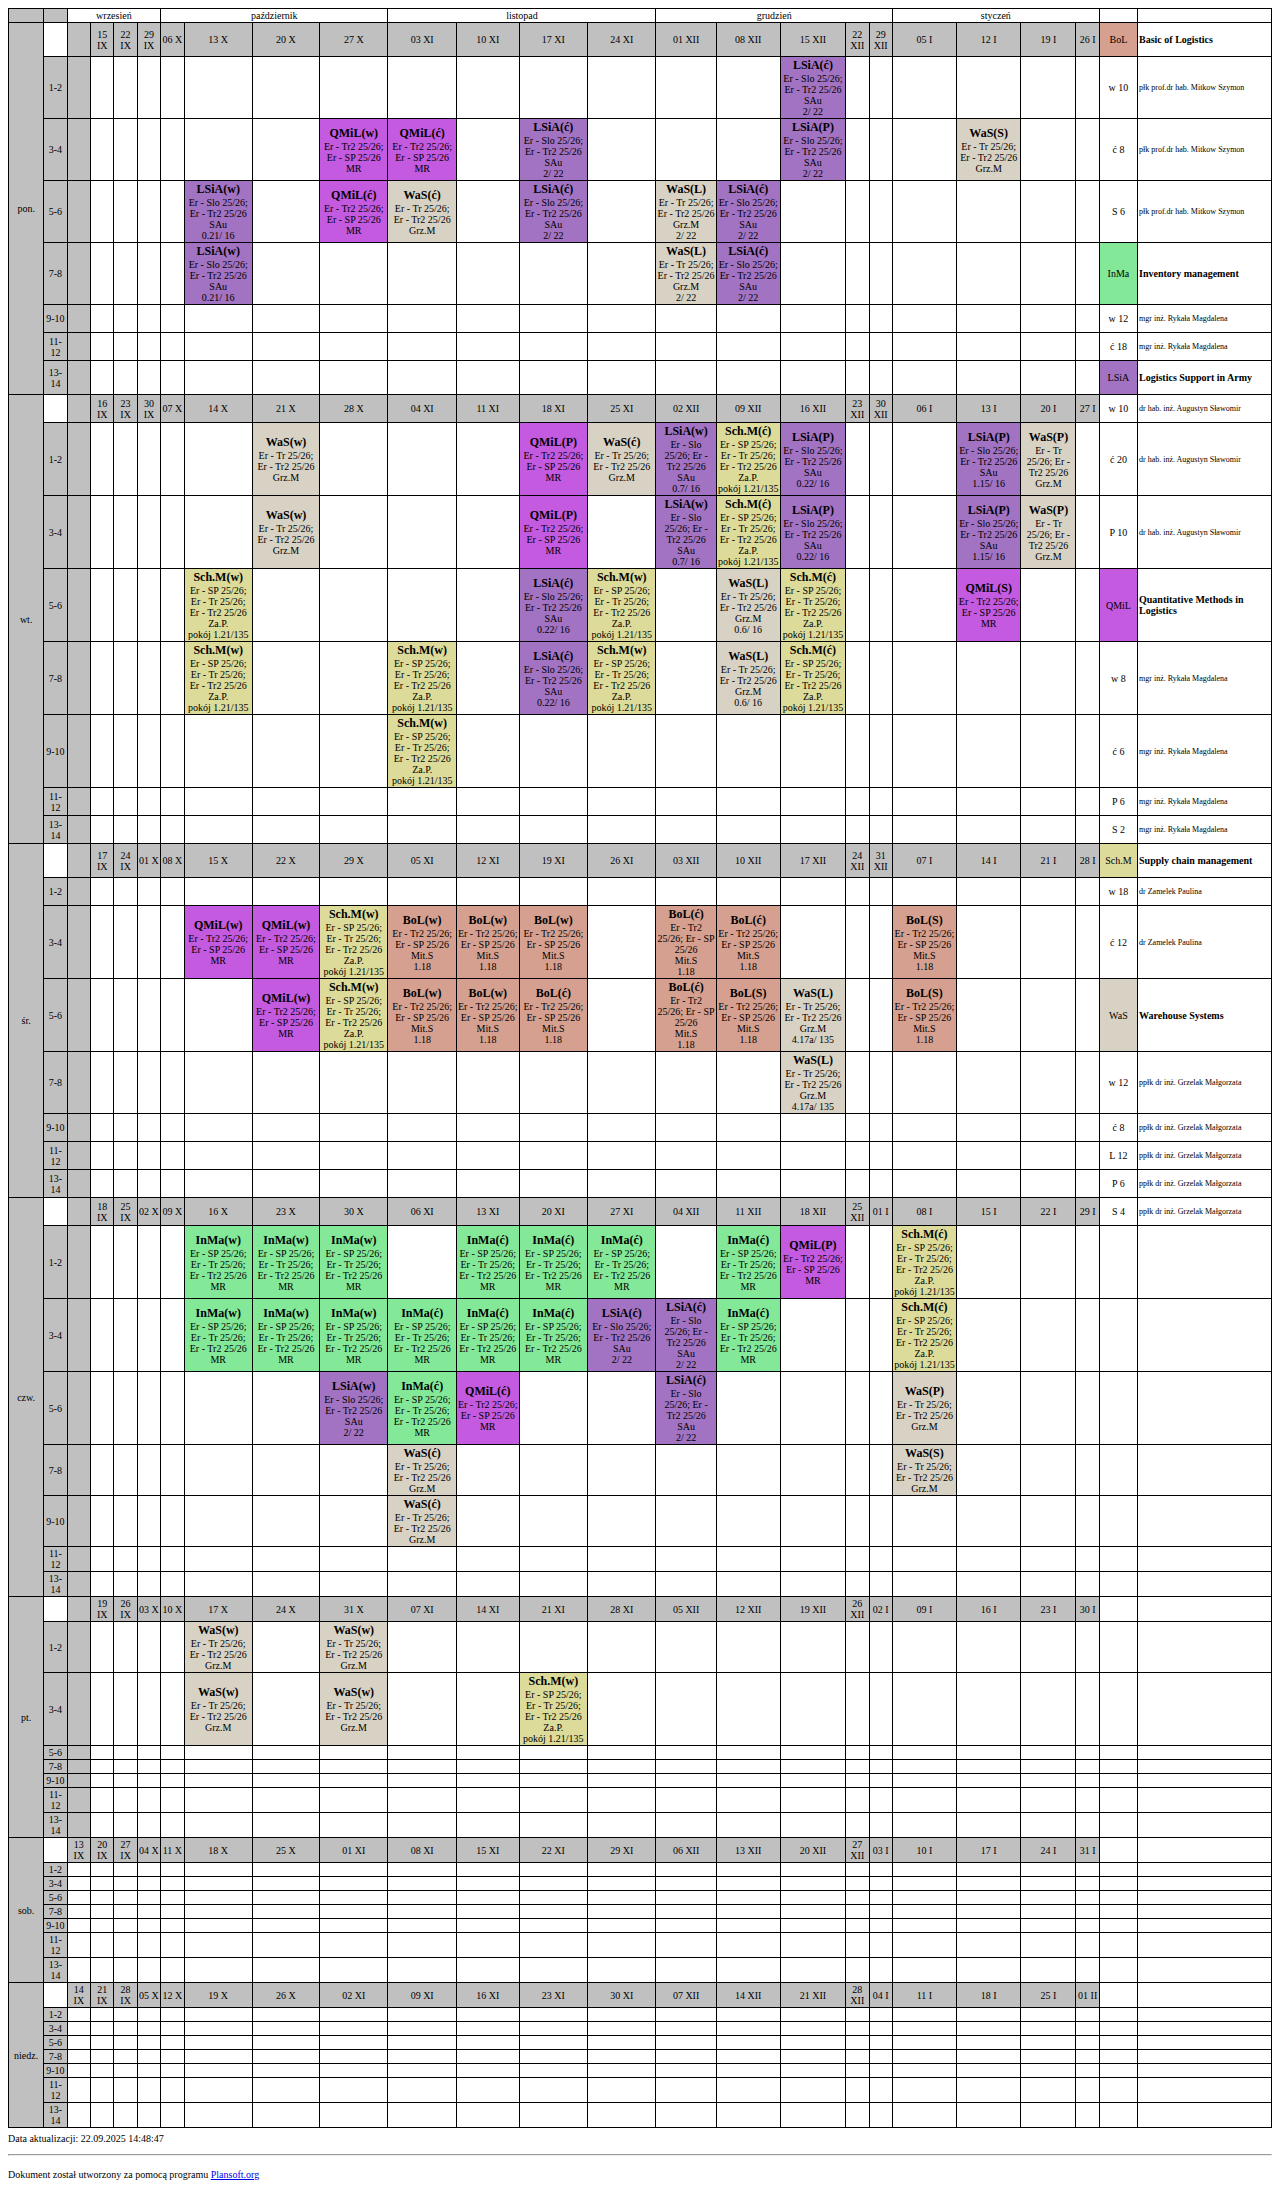 wrzesień październik listopad grudzień styczeń
pon. 15 IX 22 IX 29 IX 06 X 13 X 20 X 27 X 03 XI 10 XI 17 XI 24 XI 01 XII 08 XII 15 XII 22 XII 29 XII 05 I 12 I 19 I 26 I BoL Basic of Logistics
1-2 LSiA(ć) Er - Slo 25/26; Er - Tr2 25/26 SAu 2/ 22 w 10 płk prof.dr hab. Mitkow Szymon
3-4 QMiL(w) Er - Tr2 25/26; Er - SP 25/26 MR QMiL(ć) Er - Tr2 25/26; Er - SP 25/26 MR LSiA(ć) Er - Slo 25/26; Er - Tr2 25/26 SAu 2/ 22 LSiA(P) Er - Slo 25/26; Er - Tr2 25/26 SAu 2/ 22 WaS(S) Er - Tr 25/26; Er - Tr2 25/26 Grz.M ć 8 płk prof.dr hab. Mitkow Szymon
5-6 LSiA(w) Er - Slo 25/26; Er - Tr2 25/26 SAu 0.21/ 16 QMiL(ć) Er - Tr2 25/26; Er - SP 25/26 MR WaS(ć) Er - Tr 25/26; Er - Tr2 25/26 Grz.M LSiA(ć) Er - Slo 25/26; Er - Tr2 25/26 SAu 2/ 22 WaS(L) Er - Tr 25/26; Er - Tr2 25/26 Grz.M 2/ 22 LSiA(ć) Er - Slo 25/26; Er - Tr2 25/26 SAu 2/ 22 S 6 płk prof.dr hab. Mitkow Szymon
7-8 LSiA(w) Er - Slo 25/26; Er - Tr2 25/26 SAu 0.21/ 16 WaS(L) Er - Tr 25/26; Er - Tr2 25/26 Grz.M 2/ 22 LSiA(ć) Er - Slo 25/26; Er - Tr2 25/26 SAu 2/ 22 InMa Inventory management
9-10 w 12 mgr inż. Rykała Magdalena
11-12 ć 18 mgr inż. Rykała Magdalena
13-14 LSiA Logistics Support in Army
wt. 16 IX 23 IX 30 IX 07 X 14 X 21 X 28 X 04 XI 11 XI 18 XI 25 XI 02 XII 09 XII 16 XII 23 XII 30 XII 06 I 13 I 20 I 27 I w 10 dr hab. inż. Augustyn Sławomir
1-2 WaS(w) Er - Tr 25/26; Er - Tr2 25/26 Grz.M QMiL(P) Er - Tr2 25/26; Er - SP 25/26 MR WaS(ć) Er - Tr 25/26; Er - Tr2 25/26 Grz.M LSiA(w) Er - Slo 25/26; Er - Tr2 25/26 SAu 0.7/ 16 Sch.M(ć) Er - SP 25/26; Er - Tr 25/26; Er - Tr2 25/26 Za.P. pokój 1.21/135 LSiA(P) Er - Slo 25/26; Er - Tr2 25/26 SAu 0.22/ 16 LSiA(P) Er - Slo 25/26; Er - Tr2 25/26 SAu 1.15/ 16 WaS(P) Er - Tr 25/26; Er - Tr2 25/26 Grz.M ć 20 dr hab. inż. Augustyn Sławomir
3-4 WaS(w) Er - Tr 25/26; Er - Tr2 25/26 Grz.M QMiL(P) Er - Tr2 25/26; Er - SP 25/26 MR LSiA(w) Er - Slo 25/26; Er - Tr2 25/26 SAu 0.7/ 16 Sch.M(ć) Er - SP 25/26; Er - Tr 25/26; Er - Tr2 25/26 Za.P. pokój 1.21/135 LSiA(P) Er - Slo 25/26; Er - Tr2 25/26 SAu 0.22/ 16 LSiA(P) Er - Slo 25/26; Er - Tr2 25/26 SAu 1.15/ 16 WaS(P) Er - Tr 25/26; Er - Tr2 25/26 Grz.M P 10 dr hab. inż. Augustyn Sławomir
5-6 Sch.M(w) Er - SP 25/26; Er - Tr 25/26; Er - Tr2 25/26 Za.P. pokój 1.21/135 LSiA(ć) Er - Slo 25/26; Er - Tr2 25/26 SAu 0.22/ 16 Sch.M(w) Er - SP 25/26; Er - Tr 25/26; Er - Tr2 25/26 Za.P. pokój 1.21/135 WaS(L) Er - Tr 25/26; Er - Tr2 25/26 Grz.M 0.6/ 16 Sch.M(ć) Er - SP 25/26; Er - Tr 25/26; Er - Tr2 25/26 Za.P. pokój 1.21/135 QMiL(S) Er - Tr2 25/26; Er - SP 25/26 MR QMiL Quantitative Methods in Logistics
7-8 Sch.M(w) Er - SP 25/26; Er - Tr 25/26; Er - Tr2 25/26 Za.P. pokój 1.21/135 Sch.M(w) Er - SP 25/26; Er - Tr 25/26; Er - Tr2 25/26 Za.P. pokój 1.21/135 LSiA(ć) Er - Slo 25/26; Er - Tr2 25/26 SAu 0.22/ 16 Sch.M(w) Er - SP 25/26; Er - Tr 25/26; Er - Tr2 25/26 Za.P. pokój 1.21/135 WaS(L) Er - Tr 25/26; Er - Tr2 25/26 Grz.M 0.6/ 16 Sch.M(ć) Er - SP 25/26; Er - Tr 25/26; Er - Tr2 25/26 Za.P. pokój 1.21/135 w 8 mgr inż. Rykała Magdalena
9-10 Sch.M(w) Er - SP 25/26; Er - Tr 25/26; Er - Tr2 25/26 Za.P. pokój 1.21/135 ć 6 mgr inż. Rykała Magdalena
11-12 P 6 mgr inż. Rykała Magdalena
13-14 S 2 mgr inż. Rykała Magdalena
śr. 17 IX 24 IX 01 X 08 X 15 X 22 X 29 X 05 XI 12 XI 19 XI 26 XI 03 XII 10 XII 17 XII 24 XII 31 XII 07 I 14 I 21 I 28 I Sch.M Supply chain management
1-2 w 18 dr Zamelek Paulina
3-4 QMiL(w) Er - Tr2 25/26; Er - SP 25/26 MR QMiL(w) Er - Tr2 25/26; Er - SP 25/26 MR Sch.M(w) Er - SP 25/26; Er - Tr 25/26; Er - Tr2 25/26 Za.P. pokój 1.21/135 BoL(w) Er - Tr2 25/26; Er - SP 25/26 Mit.S 1.18 BoL(w) Er - Tr2 25/26; Er - SP 25/26 Mit.S 1.18 BoL(w) Er - Tr2 25/26; Er - SP 25/26 Mit.S 1.18 BoL(ć) Er - Tr2 25/26; Er - SP 25/26 Mit.S 1.18 BoL(ć) Er - Tr2 25/26; Er - SP 25/26 Mit.S 1.18 BoL(S) Er - Tr2 25/26; Er - SP 25/26 Mit.S 1.18 ć 12 dr Zamelek Paulina
5-6 QMiL(w) Er - Tr2 25/26; Er - SP 25/26 MR Sch.M(w) Er - SP 25/26; Er - Tr 25/26; Er - Tr2 25/26 Za.P. pokój 1.21/135 BoL(w) Er - Tr2 25/26; Er - SP 25/26 Mit.S 1.18 BoL(w) Er - Tr2 25/26; Er - SP 25/26 Mit.S 1.18 BoL(ć) Er - Tr2 25/26; Er - SP 25/26 Mit.S 1.18 BoL(ć) Er - Tr2 25/26; Er - SP 25/26 Mit.S 1.18 BoL(S) Er - Tr2 25/26; Er - SP 25/26 Mit.S 1.18 WaS(L) Er - Tr 25/26; Er - Tr2 25/26 Grz.M 4.17a/ 135 BoL(S) Er - Tr2 25/26; Er - SP 25/26 Mit.S 1.18 WaS Warehouse Systems
7-8 WaS(L) Er - Tr 25/26; Er - Tr2 25/26 Grz.M 4.17a/ 135 w 12 ppłk dr inż. Grzelak Małgorzata
9-10 ć 8 ppłk dr inż. Grzelak Małgorzata
11-12 L 12 ppłk dr inż. Grzelak Małgorzata
13-14 P 6 ppłk dr inż. Grzelak Małgorzata
czw. 18 IX 25 IX 02 X 09 X 16 X 23 X 30 X 06 XI 13 XI 20 XI 27 XI 04 XII 11 XII 18 XII 25 XII 01 I 08 I 15 I 22 I 29 I S 4 ppłk dr inż. Grzelak Małgorzata
1-2 InMa(w) Er - SP 25/26; Er - Tr 25/26; Er - Tr2 25/26 MR InMa(w) Er - SP 25/26; Er - Tr 25/26; Er - Tr2 25/26 MR InMa(w) Er - SP 25/26; Er - Tr 25/26; Er - Tr2 25/26 MR InMa(ć) Er - SP 25/26; Er - Tr 25/26; Er - Tr2 25/26 MR InMa(ć) Er - SP 25/26; Er - Tr 25/26; Er - Tr2 25/26 MR InMa(ć) Er - SP 25/26; Er - Tr 25/26; Er - Tr2 25/26 MR InMa(ć) Er - SP 25/26; Er - Tr 25/26; Er - Tr2 25/26 MR QMiL(P) Er - Tr2 25/26; Er - SP 25/26 MR Sch.M(ć) Er - SP 25/26; Er - Tr 25/26; Er - Tr2 25/26 Za.P. pokój 1.21/135
3-4 InMa(w) Er - SP 25/26; Er - Tr 25/26; Er - Tr2 25/26 MR InMa(w) Er - SP 25/26; Er - Tr 25/26; Er - Tr2 25/26 MR InMa(w) Er - SP 25/26; Er - Tr 25/26; Er - Tr2 25/26 MR InMa(ć) Er - SP 25/26; Er - Tr 25/26; Er - Tr2 25/26 MR InMa(ć) Er - SP 25/26; Er - Tr 25/26; Er - Tr2 25/26 MR InMa(ć) Er - SP 25/26; Er - Tr 25/26; Er - Tr2 25/26 MR LSiA(ć) Er - Slo 25/26; Er - Tr2 25/26 SAu 2/ 22 LSiA(ć) Er - Slo 25/26; Er - Tr2 25/26 SAu 2/ 22 InMa(ć) Er - SP 25/26; Er - Tr 25/26; Er - Tr2 25/26 MR Sch.M(ć) Er - SP 25/26; Er - Tr 25/26; Er - Tr2 25/26 Za.P. pokój 1.21/135
5-6 LSiA(w) Er - Slo 25/26; Er - Tr2 25/26 SAu 2/ 22 InMa(ć) Er - SP 25/26; Er - Tr 25/26; Er - Tr2 25/26 MR QMiL(ć) Er - Tr2 25/26; Er - SP 25/26 MR LSiA(ć) Er - Slo 25/26; Er - Tr2 25/26 SAu 2/ 22 WaS(P) Er - Tr 25/26; Er - Tr2 25/26 Grz.M
7-8 WaS(ć) Er - Tr 25/26; Er - Tr2 25/26 Grz.M WaS(S) Er - Tr 25/26; Er - Tr2 25/26 Grz.M
9-10 WaS(ć) Er - Tr 25/26; Er - Tr2 25/26 Grz.M
11-12
13-14
pt. 19 IX 26 IX 03 X 10 X 17 X 24 X 31 X 07 XI 14 XI 21 XI 28 XI 05 XII 12 XII 19 XII 26 XII 02 I 09 I 16 I 23 I 30 I
1-2 WaS(w) Er - Tr 25/26; Er - Tr2 25/26 Grz.M WaS(w) Er - Tr 25/26; Er - Tr2 25/26 Grz.M
3-4 WaS(w) Er - Tr 25/26; Er - Tr2 25/26 Grz.M WaS(w) Er - Tr 25/26; Er - Tr2 25/26 Grz.M Sch.M(w) Er - SP 25/26; Er - Tr 25/26; Er - Tr2 25/26 Za.P. pokój 1.21/135
5-6
7-8
9-10
11-12
13-14
sob. 13 IX 20 IX 27 IX 04 X 11 X 18 X 25 X 01 XI 08 XI 15 XI 22 XI 29 XI 06 XII 13 XII 20 XII 27 XII 03 I 10 I 17 I 24 I 31 I
1-2
3-4
5-6
7-8
9-10
11-12
13-14
niedz. 14 IX 21 IX 28 IX 05 X 12 X 19 X 26 X 02 XI 09 XI 16 XI 23 XI 30 XI 07 XII 14 XII 21 XII 28 XII 04 I 11 I 18 I 25 I 01 II
1-2
3-4
5-6
7-8
9-10
11-12
13-14
Data aktualizacji: 22.09.2025 14:48:47
Dokument został utworzony za pomocą programu Plansoft.org